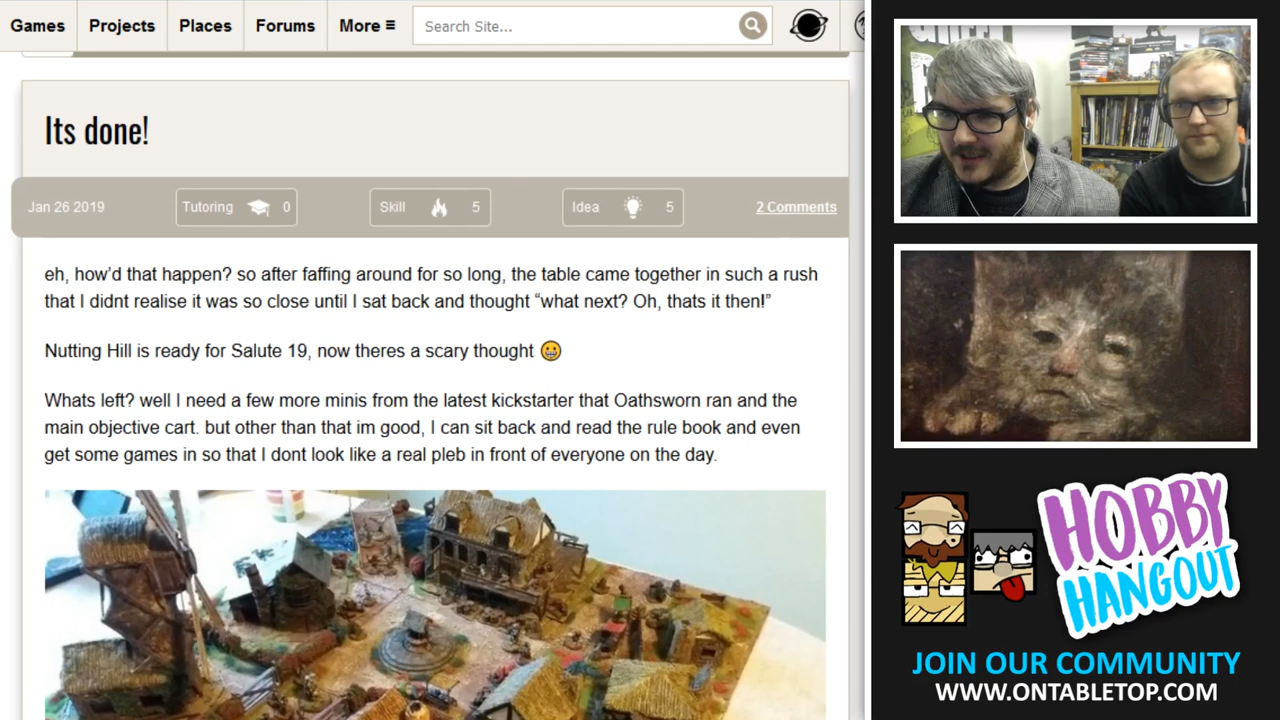 Games Projects Places Forums More ≡ Search Site...
Its done!
Jan 26 2019 Tutoring 0 Skill 5 Idea 5 2 Comments
eh, how'd that happen? so after faffing around for so long, the table came together in such a rush
that I didnt realise it was so close until I sat back and thought “what next? Oh, thats it then!”
Nutting Hill is ready for Salute 19, now theres a scary thought 😬
Whats left? well I need a few more minis from the latest kickstarter that Oathsworn ran and the
main objective cart. but other than that im good, I can sit back and read the rule book and even
get some games in so that I dont look like a real pleb in front of everyone on the day.
HOBBY
HANGOUT
JOIN OUR COMMUNITY
WWW.ONTABLETOP.COM